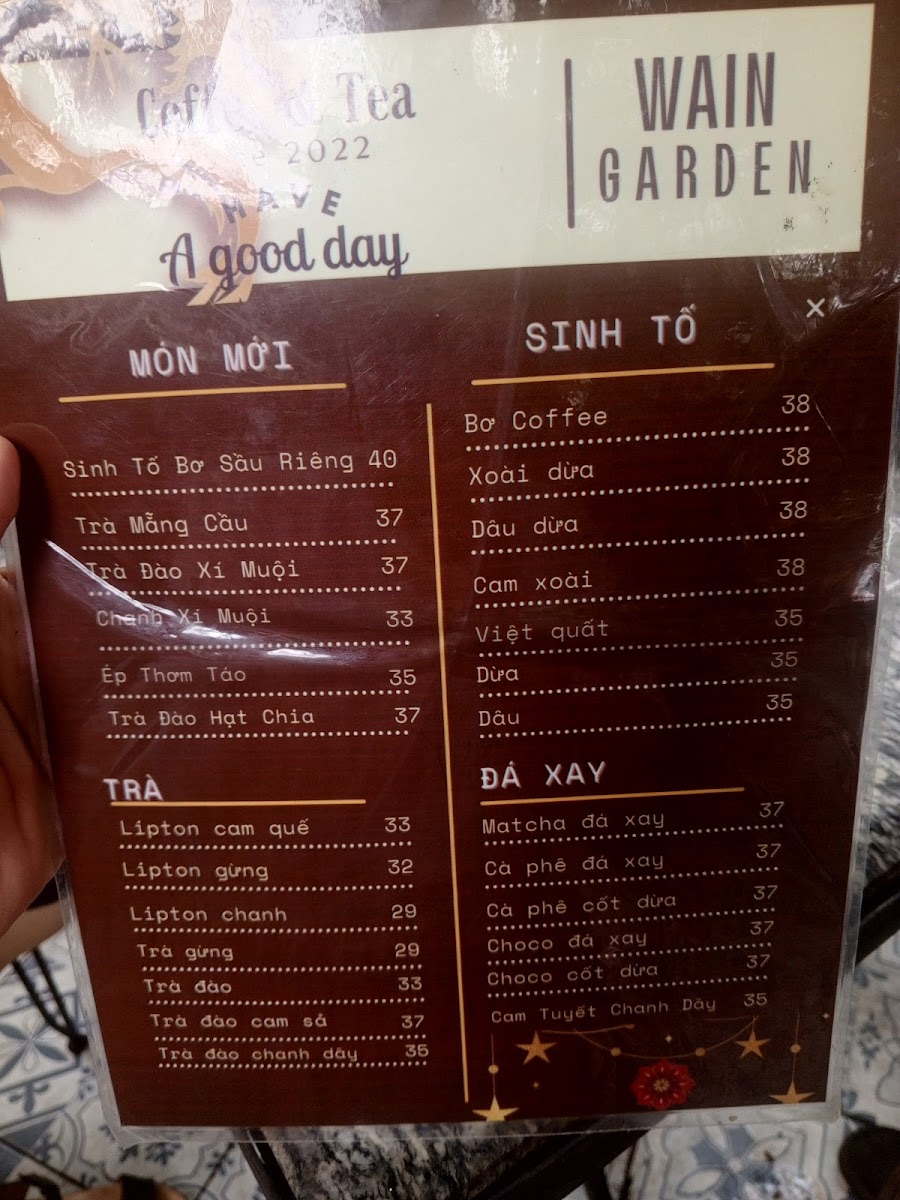 Coffee & Tea
2022
HAVE
A good day
WAIN
GARDEN
MÓN MỚI
Sinh Tố Bơ Sầu Riêng 40
Trà Mẵng Cầu 37
Trà Đào Xí Muội 37
Chanh Xí Muội 33
Ép Thơm Táo 35
Trà Đào Hạt Chia 37
TRÀ
Lipton cam quế 33
Lipton gừng 32
Lipton chanh 29
Trà gừng 29
Trà đào 33
Trà đào cam sả 37
Trà đào chanh dây 35
SINH TỐ
Bơ Coffee 38
Xoài dừa 38
Dâu dừa 38
Cam xoài 38
Việt quất 35
Dừa 35
Dâu 35
ĐÁ XAY
Matcha đá xay 37
Cà phê đá xay 37
Cà phê cốt dừa 37
Choco đá xay 37
Choco cốt dừa 37
Cam Tuyết Chanh Dây 35